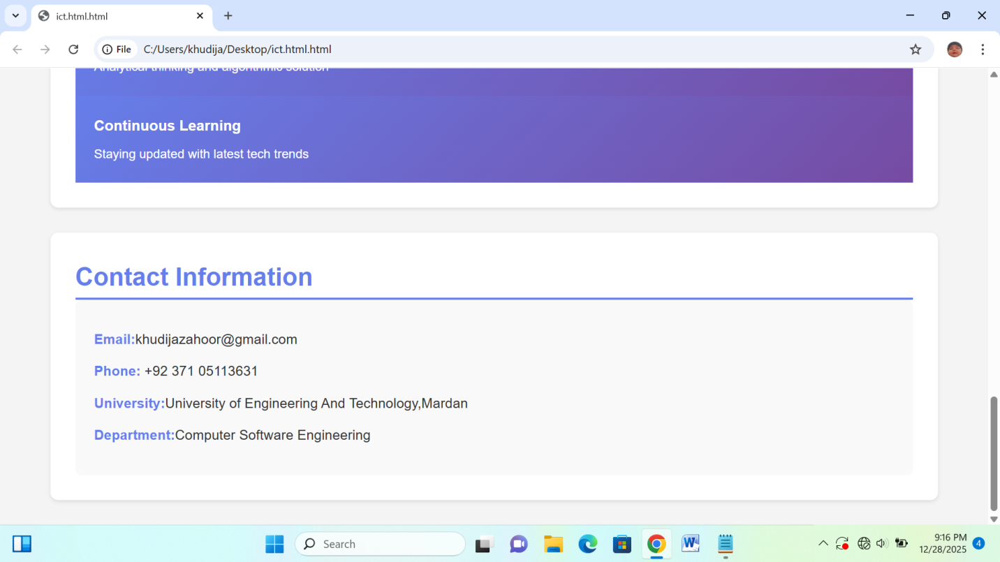 ict.html.html
File C:/Users/khudija/Desktop/ict.html.html
Analytical thinking and algorithmic solution
Continuous Learning
Staying updated with latest tech trends
Contact Information
Email:khudijazahoor@gmail.com
Phone: +92 371 05113631
University:University of Engineering And Technology,Mardan
Department:Computer Software Engineering
Search
9:16 PM
12/28/2025
4